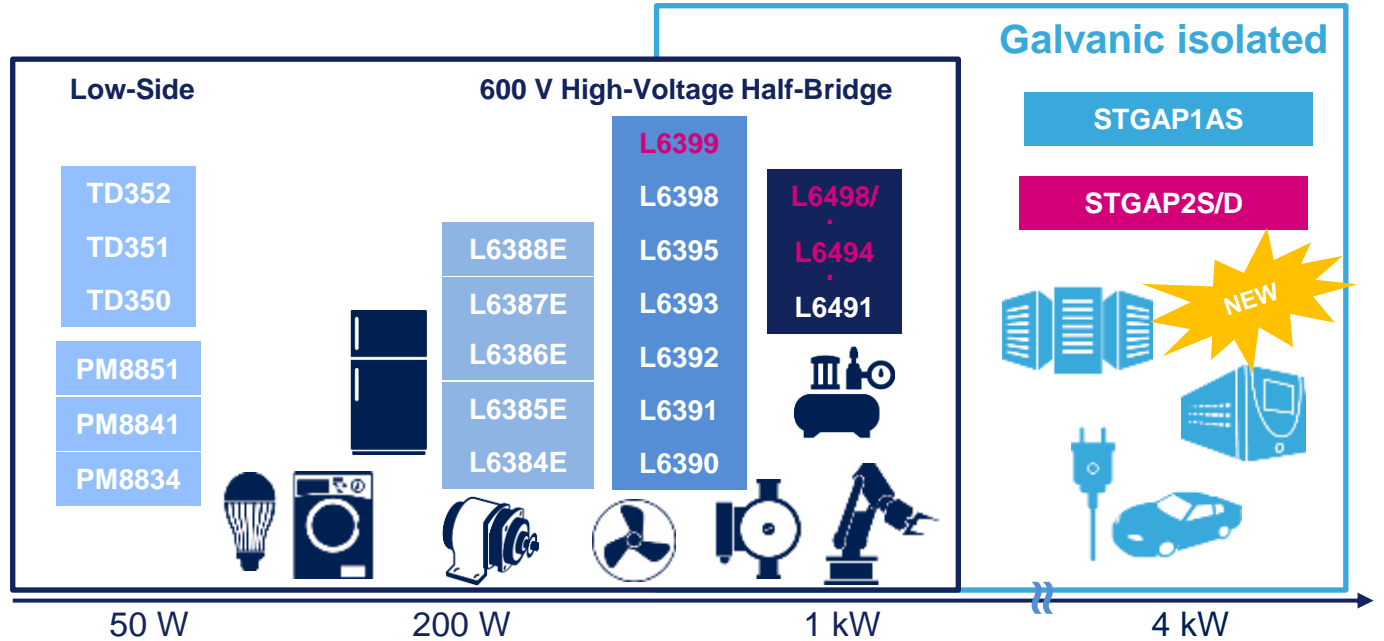 Galvanic isolated
Low-Side
600 V High-Voltage Half-Bridge
TD352
TD351
TD350
PM8851
PM8841
PM8834
L6388E
L6387E
L6386E
L6385E
L6384E
L6399
L6398
L6395
L6393
L6392
L6391
L6390
L6498/
.
L6494
.
L6491
STGAP1AS
STGAP2S/D
NEW
50 W
200 W
1 kW
4 kW